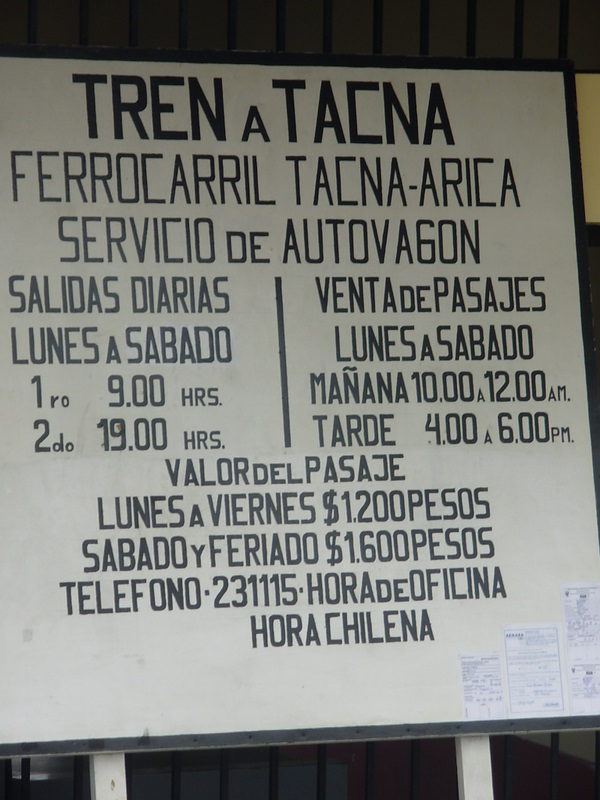 TREN A TACNA
FERROCARRIL TACNA-ARICA
SERVICIO DE AUTOVAGON
SALIDAS DIARIAS
LUNES A SABADO
1ro 9.00 HRS.
2do 19.00 HRS.
VENTA DE PASAJES
LUNES A SABADO
MAÑANA 10.00 A 12.00 AM.
TARDE 4.00 A 6.00 PM.
VALOR DEL PASAJE
LUNES A VIERNES $1.200 PESOS
SABADO Y FERIADO $1.600 PESOS
TELEFONO·231115·HORA DE OFICINA
HORA CHILENA